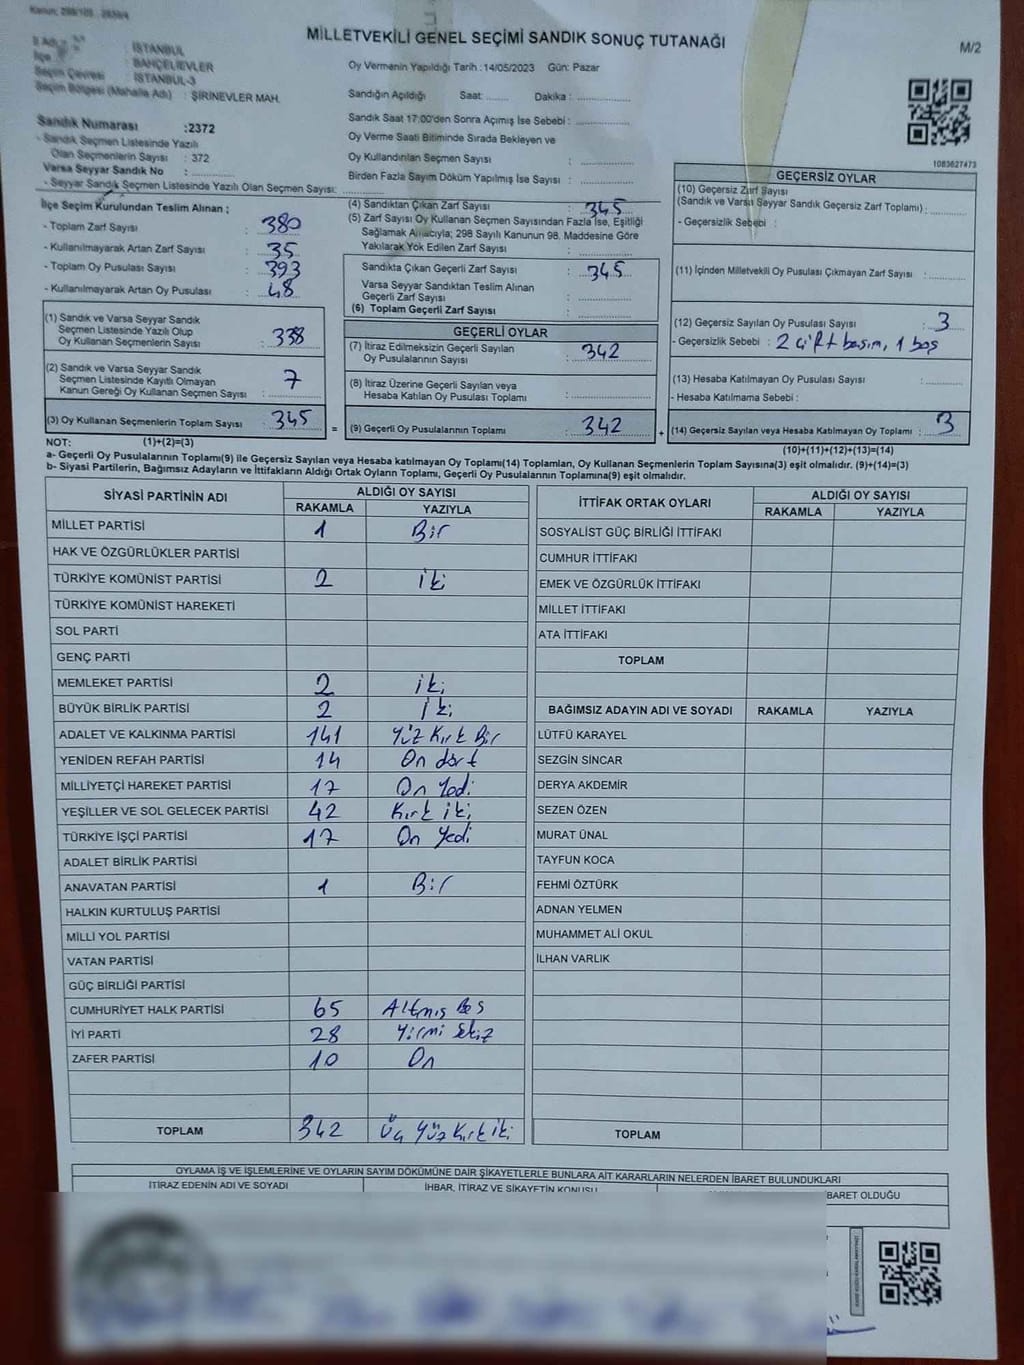 MİLLETVEKİLİ GENEL SEÇİMİ SANDIK SONUÇ TUTANAĞI
M/2
İSTANBUL
BAHÇELİEVLER
Seçim Çevresi : İSTANBUL-3
Seçim Bölgesi (Mahalle Adı) : ŞİRİNEVLER MAH.
Sandık Numarası :2372
- Sandık Seçmen Listesinde Yazılı
Olan Seçmenlerin Sayısı : 372
Varsa Seyyar Sandık No :
- Seyyar Sandık Seçmen Listesinde Yazılı Olan Seçmen Sayısı:
Oy Vermenin Yapıldığı Tarih :14/05/2023 Gün: Pazar
Sandığın Açıldığı Saat: Dakika :
Sandık Saat 17:00'den Sonra Açımış İse Sebebi :
Oy Verme Saati Bitiminde Sırada Bekleyen ve
Oy Kullandırılan Seçmen Sayısı :
Birden Fazla Sayım Döküm Yapılmış İse Sayısı :
1083627473
İlçe Seçim Kurulundan Teslim Alınan ;
- Toplam Zarf Sayısı : 380
- Kullanılmayarak Artan Zarf Sayısı : 35
- Toplam Oy Pusulası Sayısı : 393
- Kullanılmayarak Artan Oy Pusulası : 48
(1) Sandık ve Varsa Seyyar Sandık
Seçmen Listesinde Yazılı Olup
Oy Kullanan Seçmenlerin Sayısı : 338
(2) Sandık ve Varsa Seyyar Sandık
Seçmen Listesinde Kayıtlı Olmayan
Kanun Gereği Oy Kullanan Seçmen Sayısı : 7
(3) Oy Kullanan Seçmenlerin Toplam Sayısı : 345
(4) Sandıktan Çıkan Zarf Sayısı : 345
(5) Zarf Sayısı Oy Kullanan Seçmen Sayısından Fazla İse, Eşitliği
Sağlamak Amacıyla; 298 Sayılı Kanunun 98. Maddesine Göre
Yakılarak Yok Edilen Zarf Sayısı :
Sandıkta Çıkan Geçerli Zarf Sayısı : 345
Varsa Seyyar Sandıktan Teslim Alınan
Geçerli Zarf Sayısı :
(6) Toplam Geçerli Zarf Sayısı :
GEÇERLİ OYLAR
(7) İtiraz Edilmeksizin Geçerli Sayılan
Oy Pusulalarının Sayısı : 342
(8) İtiraz Üzerine Geçerli Sayılan veya
Hesaba Katılan Oy Pusulası Toplamı :
= (9) Geçerli Oy Pusulalarının Toplamı : 342
GEÇERSİZ OYLAR
(10) Geçersiz Zarf Sayısı
(Sandık ve Varsa Seyyar Sandık Geçersiz Zarf Toplamı) :
- Geçersizlik Sebebi :
(11) İçinden Milletvekili Oy Pusulası Çıkmayan Zarf Sayısı :
(12) Geçersiz Sayılan Oy Pusulası Sayısı : 3
- Geçersizlik Sebebi : 2 çift basım, 1 boş
(13) Hesaba Katılmayan Oy Pusulası Sayısı :
- Hesaba Katılmama Sebebi :
+ (14) Geçersiz Sayılan veya Hesaba Katılmayan Oy Toplamı : 3
NOT: (1)+(2)=(3)
(10)+(11)+(12)+(13)=(14)
a- Geçerli Oy Pusulalarının Toplamı(9) ile Geçersiz Sayılan veya Hesaba katılmayan Oy Toplamı(14) Toplamları, Oy Kullanan Seçmenlerin Toplam Sayısına(3) eşit olmalıdır. (9)+(14)=(3)
b- Siyasi Partilerin, Bağımsız Adayların ve İttifakların Aldığı Ortak Oyların Toplamı, Geçerli Oy Pusulalarının Toplamına(9) eşit olmalıdır.
SİYASİ PARTİNİN ADI ALDIĞI OY SAYISI
RAKAMLA YAZIYLA
MİLLET PARTİSİ 1 Bir
HAK VE ÖZGÜRLÜKLER PARTİSİ
TÜRKİYE KOMÜNİST PARTİSİ 2 iki
TÜRKİYE KOMÜNİST HAREKETİ
SOL PARTİ
GENÇ PARTİ
MEMLEKET PARTİSİ 2 iki
BÜYÜK BİRLİK PARTİSİ 2 iki
ADALET VE KALKINMA PARTİSİ 141 Yüz Kırk Bir
YENİDEN REFAH PARTİSİ 14 On dört
MİLLİYETÇİ HAREKET PARTİSİ 17 On Yedi
YEŞİLLER VE SOL GELECEK PARTİSİ 42 Kırk iki
TÜRKİYE İŞÇİ PARTİSİ 17 On Yedi
ADALET BİRLİK PARTİSİ
ANAVATAN PARTİSİ 1 Bir
HALKIN KURTULUŞ PARTİSİ
MİLLİ YOL PARTİSİ
VATAN PARTİSİ
GÜÇ BİRLİĞİ PARTİSİ
CUMHURİYET HALK PARTİSİ 65 Altmış Beş
İYİ PARTİ 28 Yirmi Sekiz
ZAFER PARTİSİ 10 On
TOPLAM 342 Üç Yüz Kırk iki
İTTİFAK ORTAK OYLARI ALDIĞI OY SAYISI
RAKAMLA YAZIYLA
SOSYALİST GÜÇ BİRLİĞİ İTTİFAKI
CUMHUR İTTİFAKI
EMEK VE ÖZGÜRLÜK İTTİFAKI
MİLLET İTTİFAKI
ATA İTTİFAKI
TOPLAM
BAĞIMSIZ ADAYIN ADI VE SOYADI RAKAMLA YAZIYLA
LÜTFÜ KARAYEL
SEZGİN SİNCAR
DERYA AKDEMİR
SEZEN ÖZEN
MURAT ÜNAL
TAYFUN KOCA
FEHMİ ÖZTÜRK
ADNAN YELMEN
MUHAMMET ALİ OKUL
İLHAN VARLIK
TOPLAM
OYLAMA İŞ VE İŞLEMLERİNE VE OYLARIN SAYIM DÖKÜMÜNE DAİR ŞİKAYETLERLE BUNLARA AİT KARARLARIN NELERDEN İBARET BULUNDUKLARI
İTİRAZ EDENİN ADI VE SOYADI İHBAR, İTİRAZ VE ŞİKAYETİN KONUSU BARET OLDUĞU